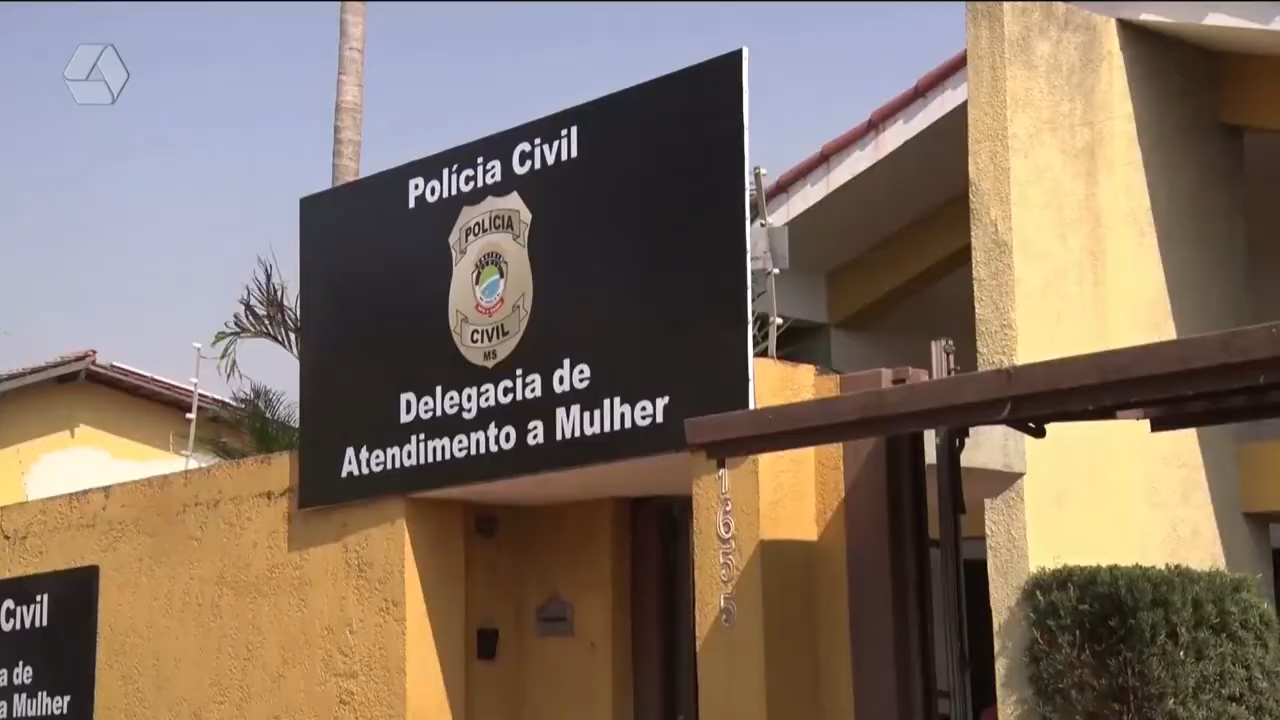 Polícia Civil
POLÍCIA
CIVIL
MS
Delegacia de
Atendimento a Mulher
1655
Civil
a de
a Mulher